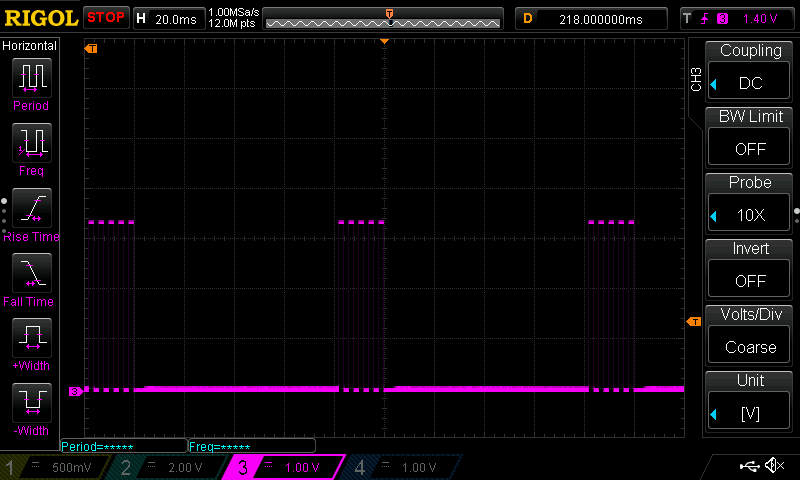 RIGOL STOP H 20.0ms 1.00MSa/s 12.0M pts T D 218.000000ms T 3 1.40 V
Horizontal
Period
Freq
Rise Time
Fall Time
+Width
-Width
T
T
3
Period=***** Freq=*****
1 500mV 2 2.00 V 3 1.00 V 4 1.00 V
CH3
Coupling
DC
BW Limit
OFF
Probe
10X
Invert
OFF
Volts/Div
Coarse
Unit
[V]